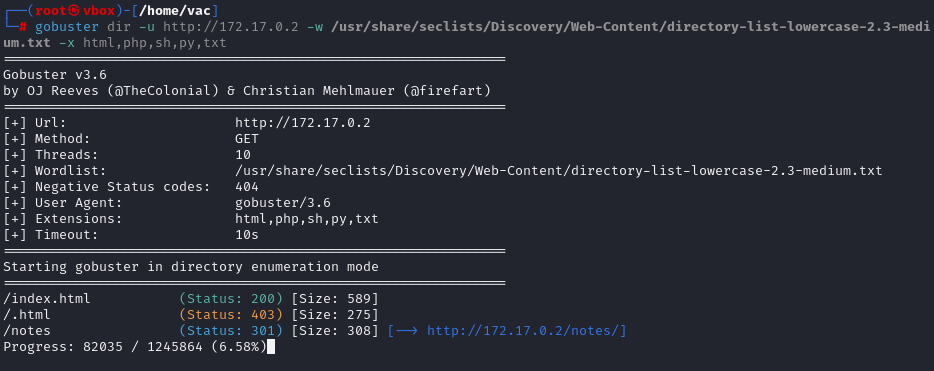 ┌──(root㉿vbox)-[/home/vac]
└─# gobuster dir -u http://172.17.0.2 -w /usr/share/seclists/Discovery/Web-Content/directory-list-lowercase-2.3-medi
um.txt -x html,php,sh,py,txt
===============================================================
Gobuster v3.6
by OJ Reeves (@TheColonial) & Christian Mehlmauer (@firefart)
===============================================================
[+] Url:                     http://172.17.0.2
[+] Method:                  GET
[+] Threads:                 10
[+] Wordlist:                /usr/share/seclists/Discovery/Web-Content/directory-list-lowercase-2.3-medium.txt
[+] Negative Status codes:   404
[+] User Agent:              gobuster/3.6
[+] Extensions:              html,php,sh,py,txt
[+] Timeout:                 10s
===============================================================
Starting gobuster in directory enumeration mode
===============================================================
/index.html           (Status: 200) [Size: 589]
/.html                (Status: 403) [Size: 275]
/notes                (Status: 301) [Size: 308] [--> http://172.17.0.2/notes/]
Progress: 82035 / 1245864 (6.58%)